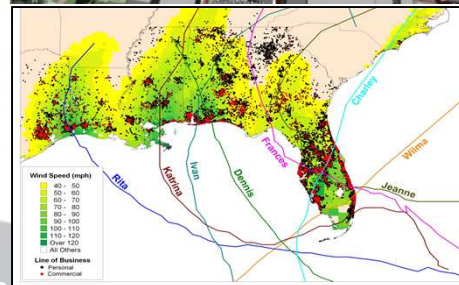 Charley
Wilma
Frances
Jeanne
Dennis
Ivan
Katrina
Rita
Wind Speed (mph)
40 - 50
50 - 60
60 - 70
70 - 80
80 - 90
90 - 100
100 - 110
110 - 120
Over 120
All Others
Line of Business
Personal
Commercial